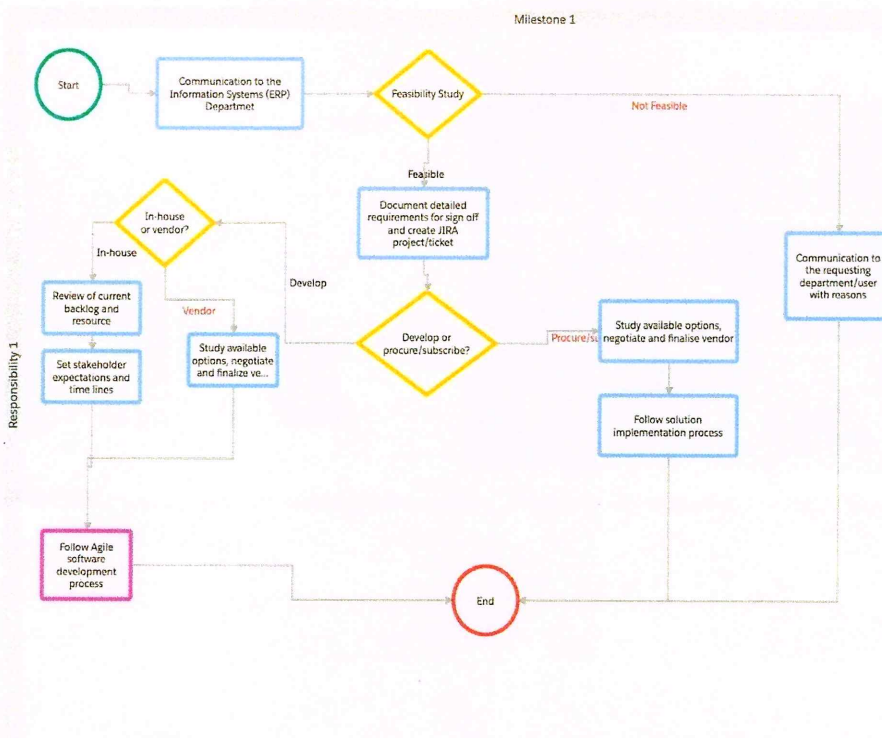 Milestone 1
Start
Communication to the
Information Systems (ERP)
Departmet
Feasibility Study
Not Feasible
Feasible
Document detailed
requirements for sign off
and create JIRA
project/ticket
In-house
or vendor?
In-house
Vendor
Develop
Review of current
backlog and
resource
Set stakeholder
expectations and
time lines
Study available
options, negotiate
and finalize ve...
Develop or
procure/subscribe?
Procure/su
Study available options,
negotiate and finalise vendor
Follow solution
implementation process
Communication to
the requesting
department/user
with reasons
Responsibility 1
Follow Agile
software
development
process
End